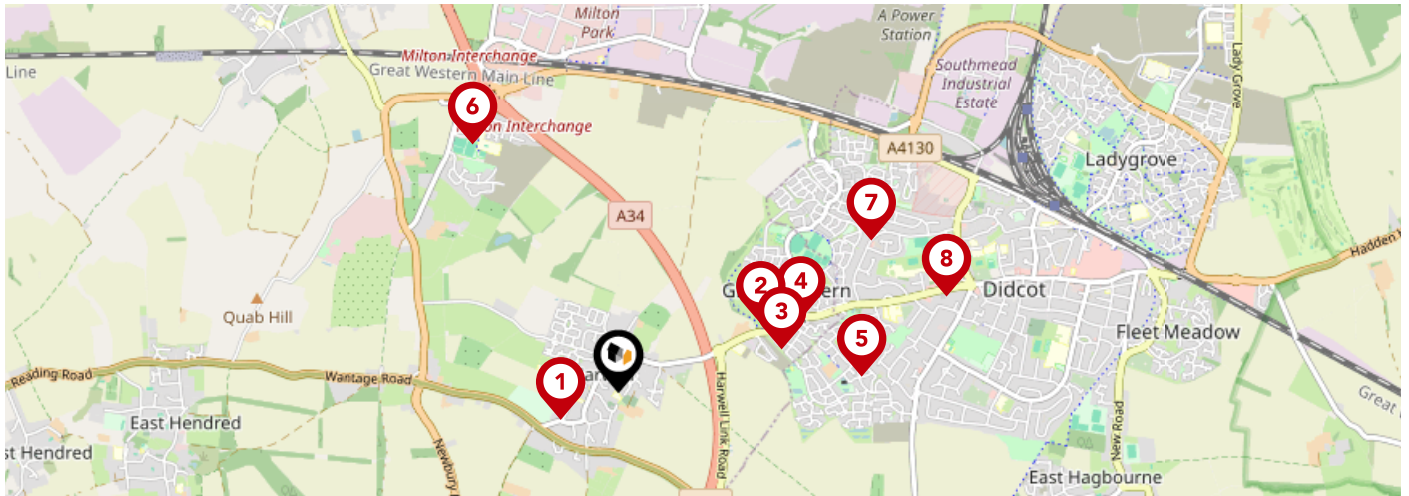 Milton
Park
A Power
Station
Milton Interchange
Great Western Main Line
Line
Southmead
Industrial
Estate
Lady Grove
6
Interchange
A4130
Ladygrove
7
A34
8
Hadden
2
4
Didcot
3
Quab Hill
5
Fleet Meadow
1
Reading Road
Wantage Road
Harwell Link Road
Great
East Hendred
New Road
st Hendred
Newbury
East Hagbourne